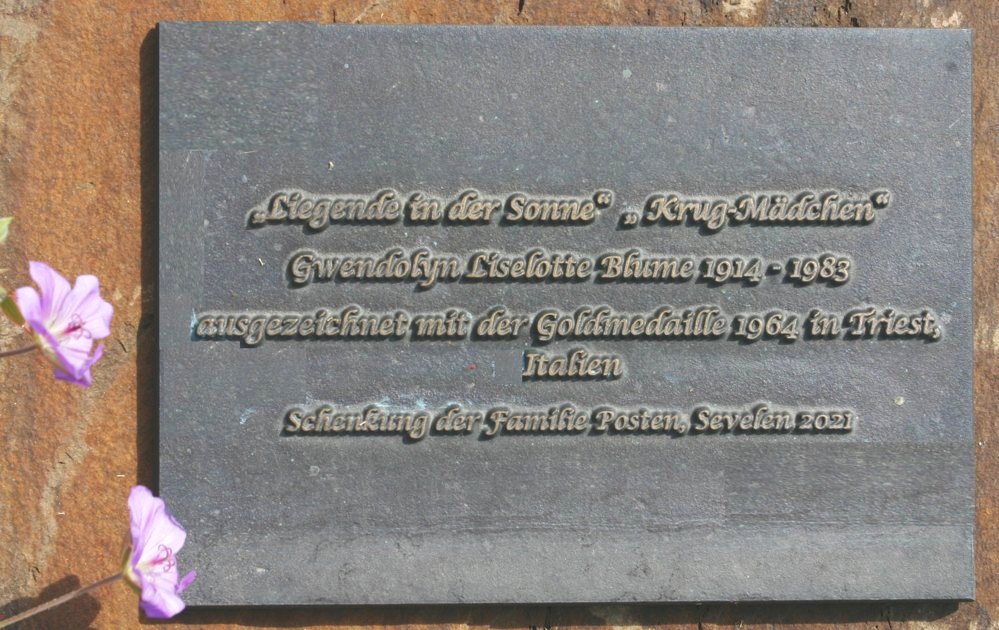 „Liegende in der Sonne“ „ Krug-Mädchen“
Gwendolyn Liselotte Blume 1914 - 1983
ausgezeichnet mit der Goldmedaille 1964 in Triest,
Italien
Schenkung der Familie Posten, Sevelen 2021